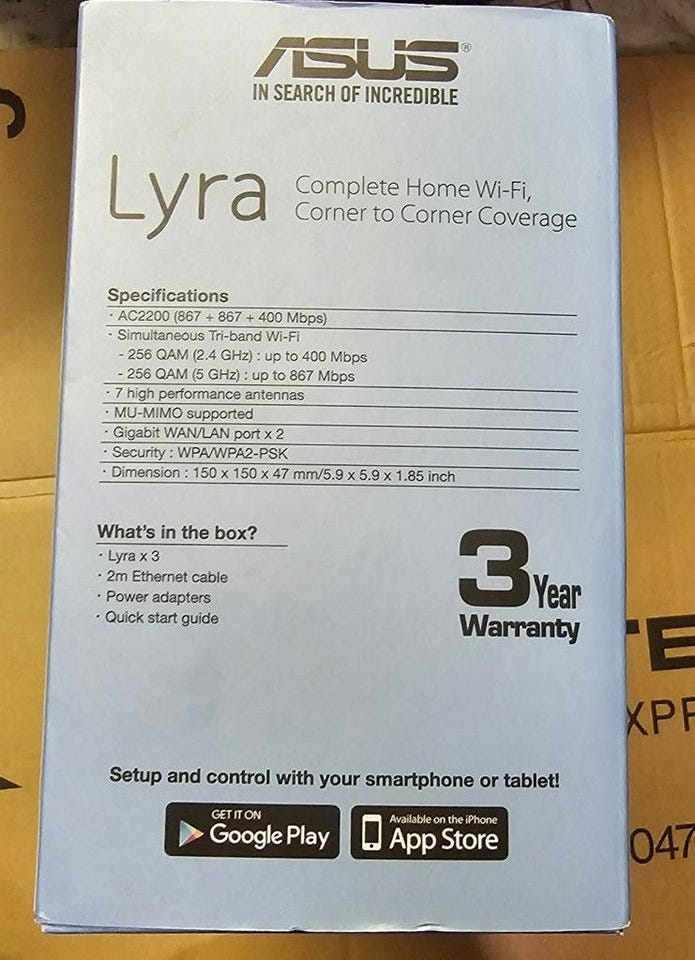 ASUS®
IN SEARCH OF INCREDIBLE
Lyra
Complete Home Wi-Fi,
Corner to Corner Coverage
Specifications
· AC2200 (867 + 867 + 400 Mbps)
· Simultaneous Tri-band Wi-Fi
- 256 QAM (2.4 GHz) : up to 400 Mbps
- 256 QAM (5 GHz) : up to 867 Mbps
· 7 high performance antennas
· MU-MIMO supported
· Gigabit WAN/LAN port x 2
· Security : WPA/WPA2-PSK
· Dimension : 150 x 150 x 47 mm/5.9 x 5.9 x 1.85 inch
What's in the box?
· Lyra x 3
· 2m Ethernet cable
· Power adapters
· Quick start guide
3 Year
Warranty
TE
XPR
047
Setup and control with your smartphone or tablet!
GET IT ON
Google Play
Available on the iPhone
App Store